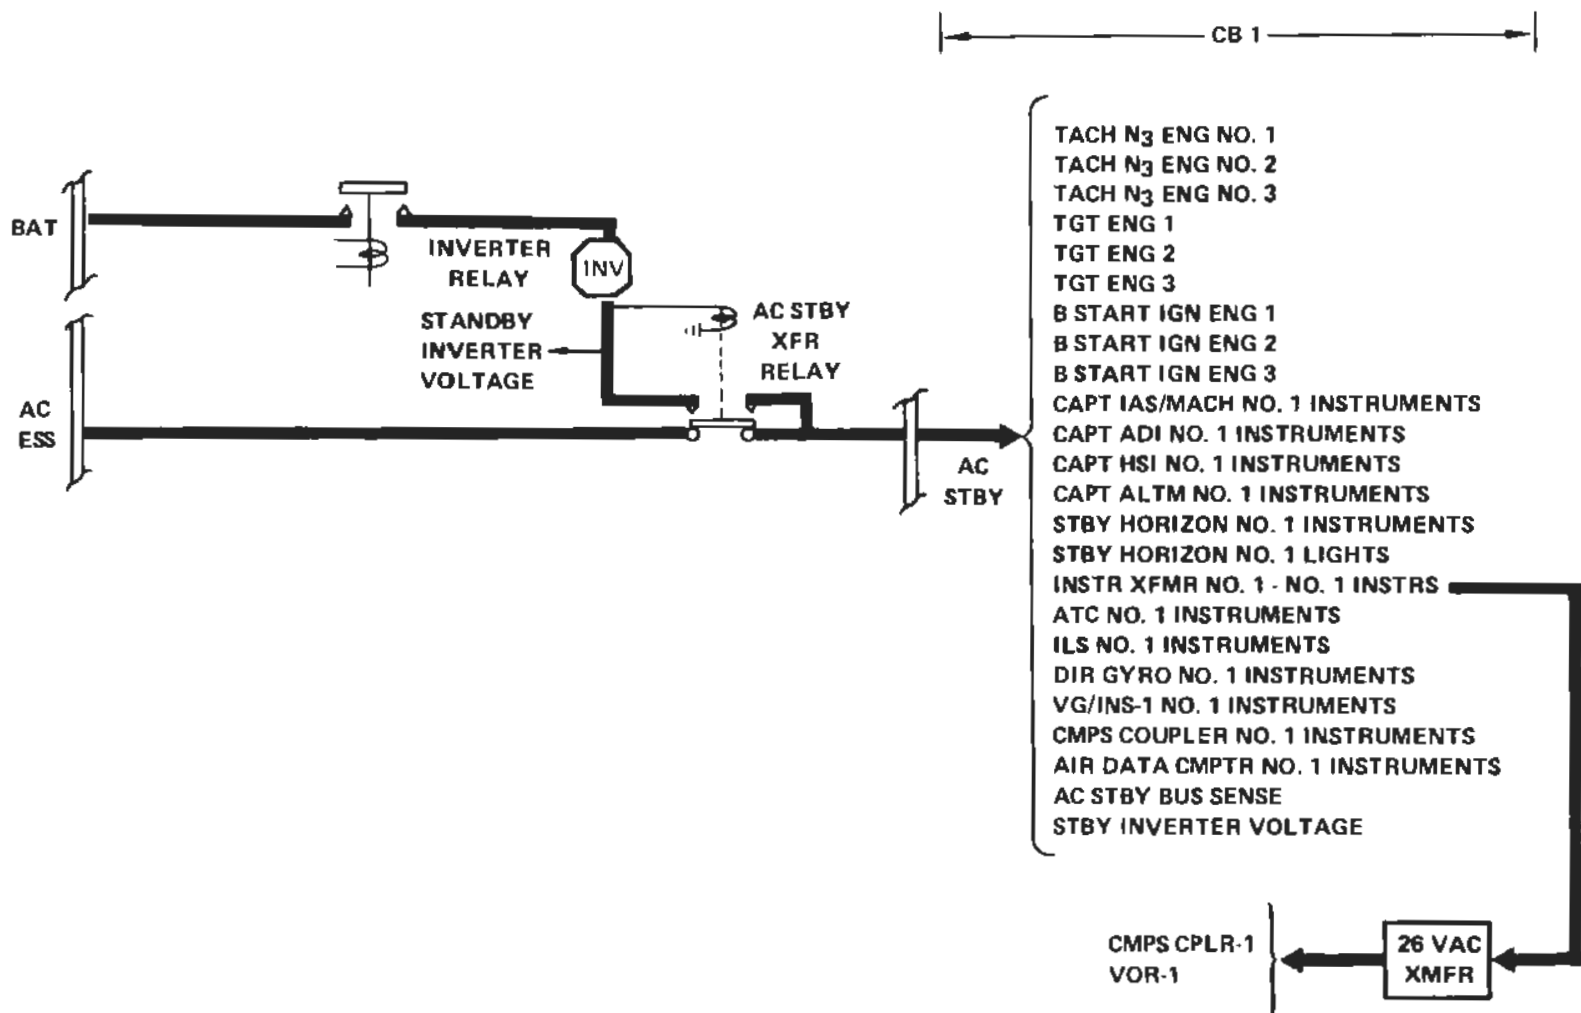 CB 1
TACH N3 ENG NO. 1
TACH N3 ENG NO. 2
TACH N3 ENG NO. 3
TGT ENG 1
TGT ENG 2
TGT ENG 3
B START IGN ENG 1
B START IGN ENG 2
B START IGN ENG 3
CAPT IAS/MACH NO. 1 INSTRUMENTS
CAPT ADI NO. 1 INSTRUMENTS
CAPT HSI NO. 1 INSTRUMENTS
CAPT ALTM NO. 1 INSTRUMENTS
STBY HORIZON NO. 1 INSTRUMENTS
STBY HORIZON NO. 1 LIGHTS
INSTR XFMR NO. 1 - NO. 1 INSTRS
ATC NO. 1 INSTRUMENTS
ILS NO. 1 INSTRUMENTS
DIR GYRO NO. 1 INSTRUMENTS
VG/INS-1 NO. 1 INSTRUMENTS
CMPS COUPLER NO. 1 INSTRUMENTS
AIR DATA CMPTR NO. 1 INSTRUMENTS
AC STBY BUS SENSE
STBY INVERTER VOLTAGE
BAT
INVERTER
RELAY
INV
STANDBY
INVERTER
VOLTAGE
AC STBY
XFR
RELAY
AC
ESS
AC
STBY
CMPS CPLR-1
VOR-1
26 VAC
XMFR